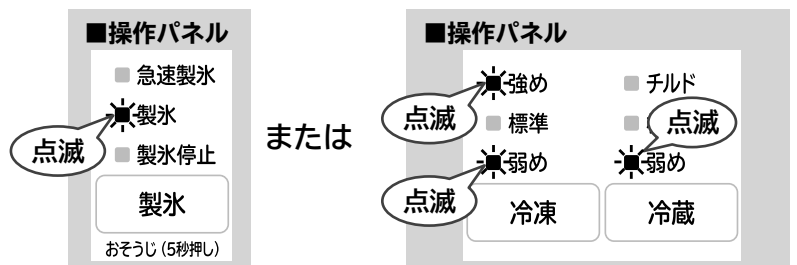 ■操作パネル
急速製氷
製氷
点滅
製氷停止
製氷
おそうじ（5秒押し）
または
■操作パネル
強め
点滅
標準
弱め
点滅
冷凍
チルド
点滅
弱め
冷蔵